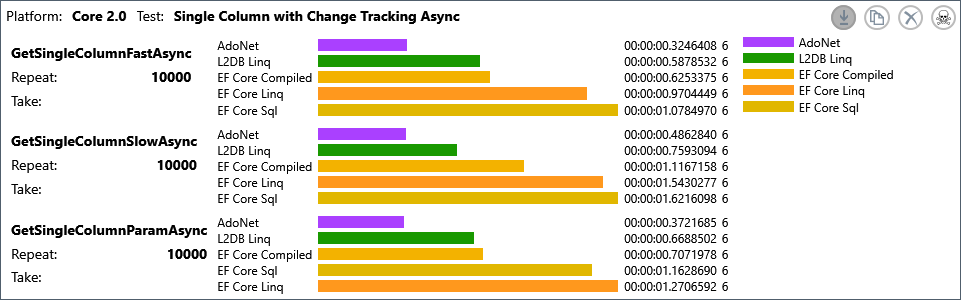 Platform: Core 2.0 Test: Single Column with Change Tracking Async
GetSingleColumnFastAsync
Repeat: 10000
Take:
AdoNet 00:00:00.3246408 6
L2DB Linq 00:00:00.5878532 6
EF Core Compiled 00:00:00.6253375 6
EF Core Linq 00:00:00.9704449 6
EF Core Sql 00:00:01.0784970 6
GetSingleColumnSlowAsync
Repeat: 10000
Take:
AdoNet 00:00:00.4862840 6
L2DB Linq 00:00:00.7593094 6
EF Core Compiled 00:00:01.1167158 6
EF Core Linq 00:00:01.5430277 6
EF Core Sql 00:00:01.6216098 6
GetSingleColumnParamAsync
Repeat: 10000
Take:
AdoNet 00:00:00.3721685 6
L2DB Linq 00:00:00.6688502 6
EF Core Compiled 00:00:00.7071978 6
EF Core Sql 00:00:01.1628690 6
EF Core Linq 00:00:01.2706592 6
AdoNet
L2DB Linq
EF Core Compiled
EF Core Linq
EF Core Sql